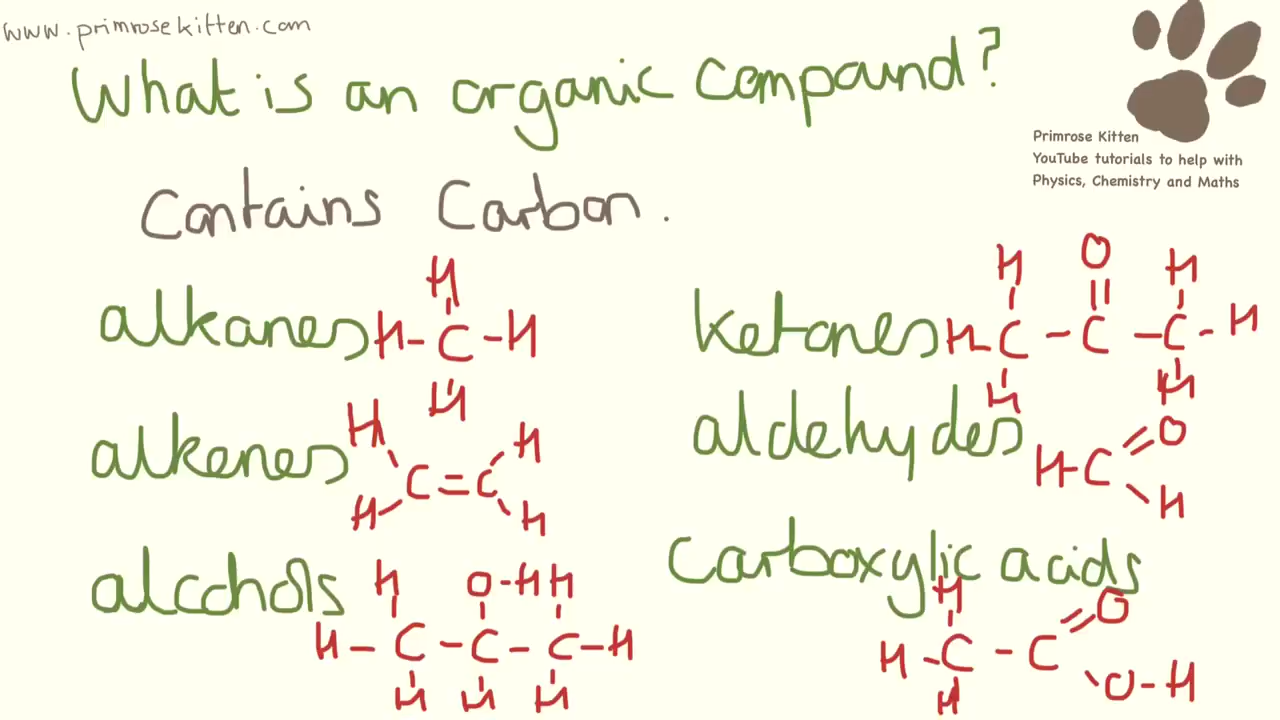 www.primrosekitten.com
What is an organic compound?
Primrose Kitten
YouTube tutorials to help with
Physics, Chemistry and Maths
Contains Carbon.
alkanes
H
H-C-H
H
alkenes
H H
C=C
H H
alcohols
H O-H H
H-C-C-C-H
H H H
ketones
H O H
H-C-C-C-H
H H
aldehydes
O
H-C
H
carboxylic acids
H O
H-C-C
H O-H